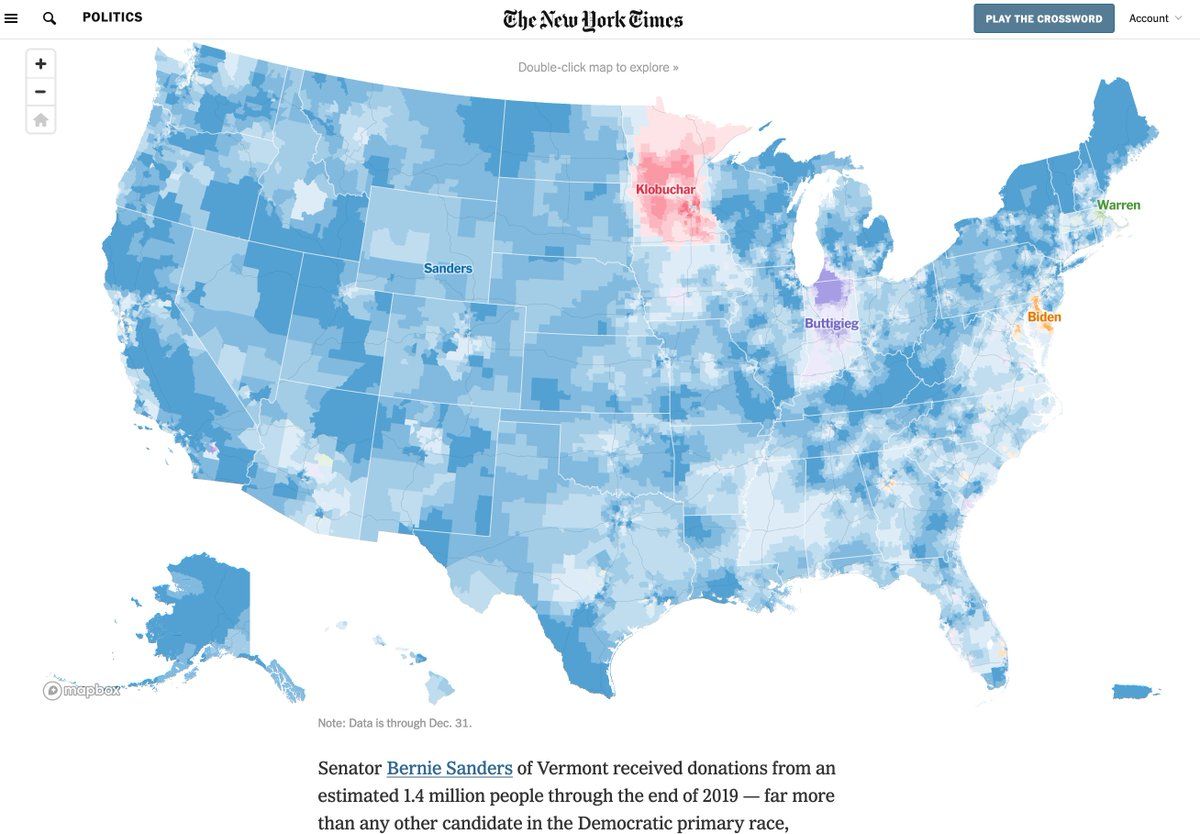 POLITICS
The New York Times
PLAY THE CROSSWORD
Account
Double-click map to explore »
Klobuchar
Warren
Sanders
Buttigieg
Biden
mapbox
Note: Data is through Dec. 31.
Senator Bernie Sanders of Vermont received donations from an
estimated 1.4 million people through the end of 2019 — far more
than any other candidate in the Democratic primary race,